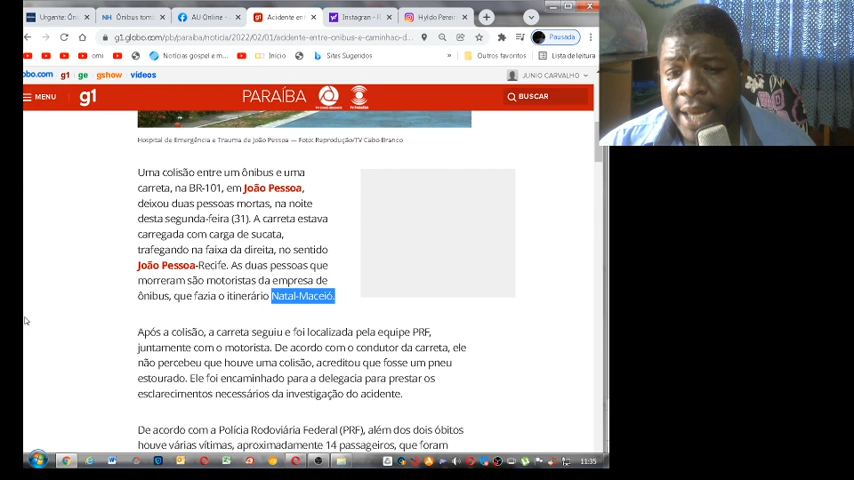 Urgente: Ôni
Ônibus tom
AU Online -
Acidente en
Instagran - R
Hyldo Perei
g1.globo.com/pb/paraiba/noticia/2022/02/01/acidente-entre-onibus-e-caminhao-d...
Pausada
omi
Notícias gospel e m...
Início
Sites Sugendos
»
Outros favoritos
Lista de leitura
obo.com g1 ge gshow vídeos
JUNIO CARVALHO
MENU
g1
PARAÍBA
BUSCAR
Hospital de Emergência e Trauma de João Pessoa — Foto: Reprodução/TV Cabo Branco
Uma colisão entre um ônibus e uma
carreta, na BR-101, em João Pessoa,
deixou duas pessoas mortas, na noite
desta segunda-feira (31). A carreta estava
carregada com carga de sucata,
trafegando na faixa da direita, no sentido
João Pessoa-Recife. As duas pessoas que
morreram são motoristas da empresa de
ônibus, que fazia o itinerário Natal-Maceió.
Após a colisão, a carreta seguiu e foi localizada pela equipe PRF,
juntamente com o motorista. De acordo com o condutor da carreta, ele
não percebeu que houve uma colisão, acreditou que fosse um pneu
estourado. Ele foi encaminhado para a delegacia para prestar os
esclarecimentos necessários da investigação do acidente.
De acordo com a Polícia Rodoviária Federal (PRF), além dos dois óbitos
houve várias vítimas, aproximadamente 14 passageiros, que foram
11:35